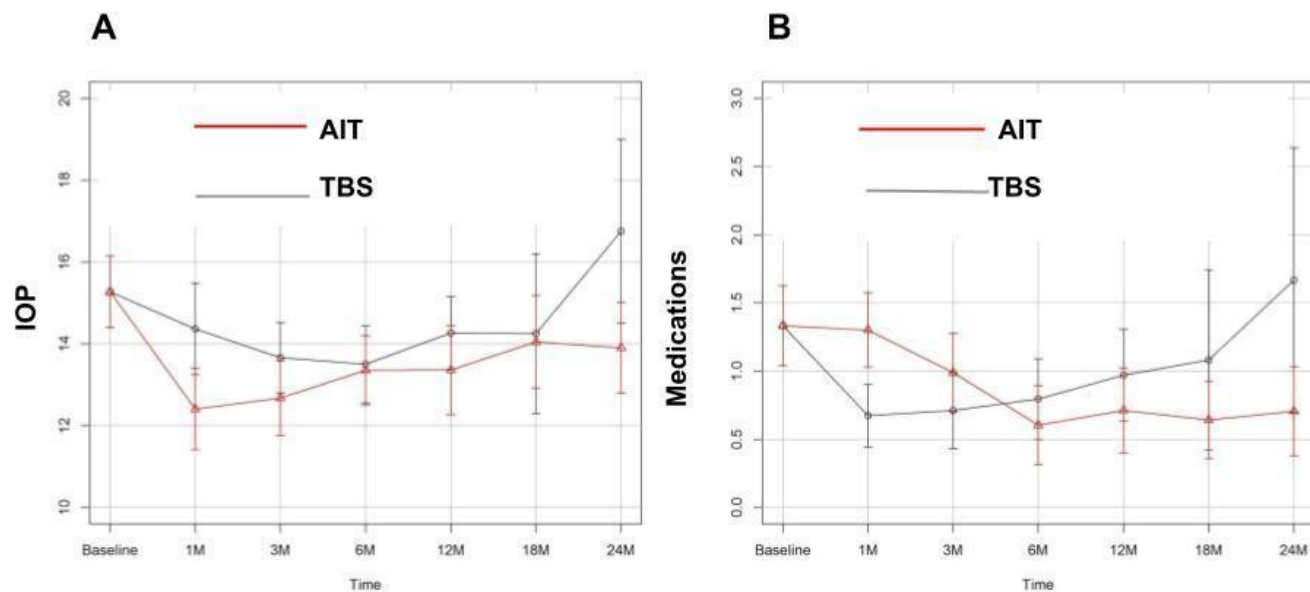 A
IOP
20
18
16
14
12
10
AIT
TBS
Baseline 1M 3M 6M 12M 18M 24M
Time
B
Medications
3.0
2.5
2.0
1.5
1.0
0.5
0.0
AIT
TBS
Baseline 1M 3M 6M 12M 18M 24M
Time